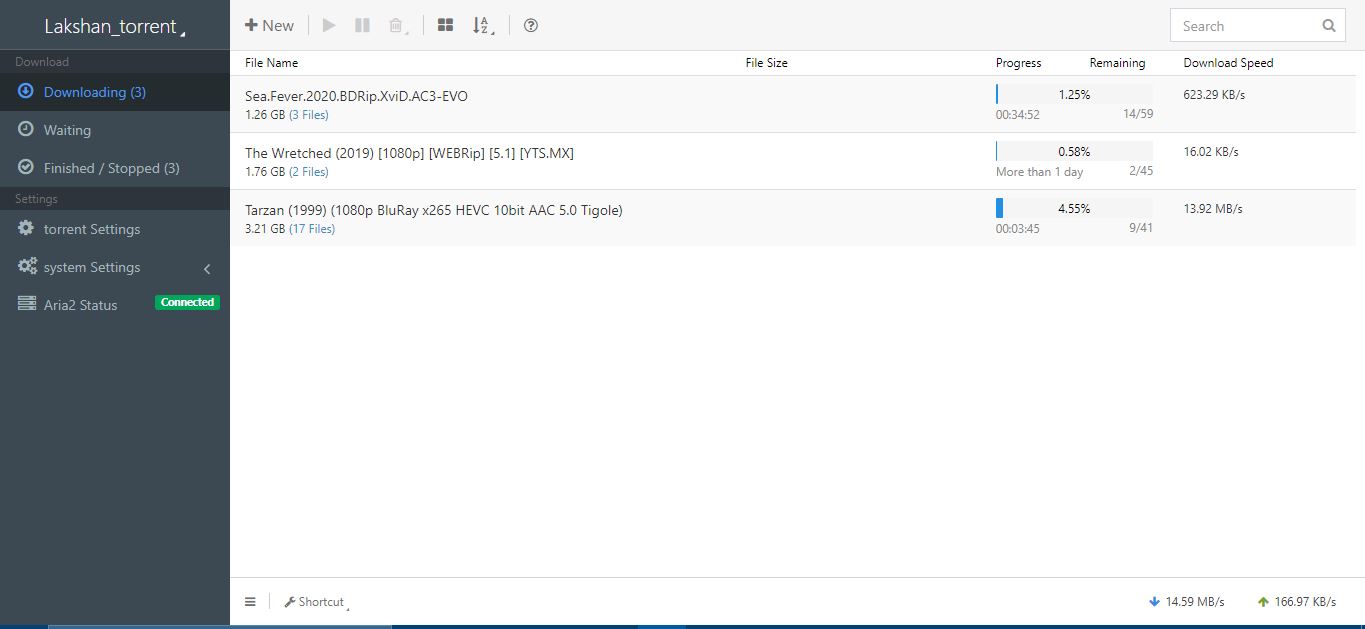 Lakshan_torrent
Download
Downloading (3)
Waiting
Finished / Stopped (3)
Settings
torrent Settings
system Settings
Aria2 Status Connected
New
Search
File Name File Size Progress Remaining Download Speed
Sea.Fever.2020.BDRip.XviD.AC3-EVO 1.25% 623.29 KB/s
1.26 GB (3 Files) 00:34:52 14/59
The Wretched (2019) [1080p] [WEBRip] [5.1] [YTS.MX] 0.58% 16.02 KB/s
1.76 GB (2 Files) More than 1 day 2/45
Tarzan (1999) (1080p BluRay x265 HEVC 10bit AAC 5.0 Tigole) 4.55% 13.92 MB/s
3.21 GB (17 Files) 00:03:45 9/41
Shortcut 14.59 MB/s 166.97 KB/s